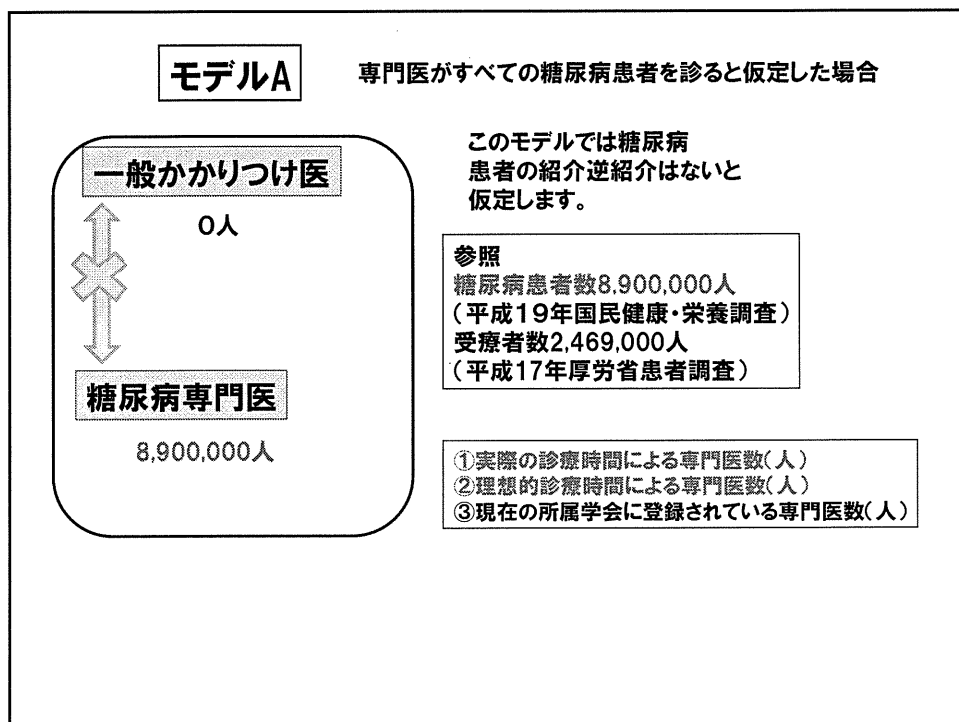 モデルA
専門医がすべての糖尿病患者を診ると仮定した場合
一般かかりつけ医
0人
糖尿病専門医
8,900,000人
このモデルでは糖尿病
患者の紹介逆紹介はないと
仮定します。
参照
糖尿病患者数8,900,000人
(平成19年国民健康・栄養調査)
受療者数2,469,000人
(平成17年厚労省患者調査)
①実際の診療時間による専門医数(人)
②理想的診療時間による専門医数(人)
③現在の所属学会に登録されている専門医数(人)